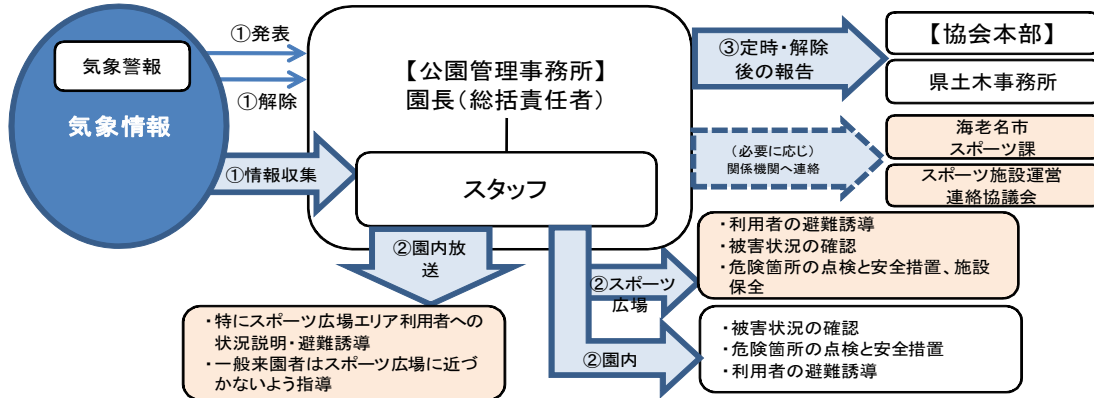 気象警報
気象情報
①発表
①解除
①情報収集
【公園管理事務所】
園長(総括責任者)
スタッフ
③定時・解除
後の報告
【協会本部】
県土木事務所
(必要に応じ)
関係機関へ連絡
海老名市
スポーツ課
スポーツ施設運営
連絡協議会
②園内放
送
・特にスポーツ広場エリア利用者への
状況説明・避難誘導
・一般来園者はスポーツ広場に近づ
かないよう指導
②スポーツ
広場
・利用者の避難誘導
・被害状況の確認
・危険箇所の点検と安全措置、施設
保全
②園内
・被害状況の確認
・危険箇所の点検と安全措置
・利用者の避難誘導